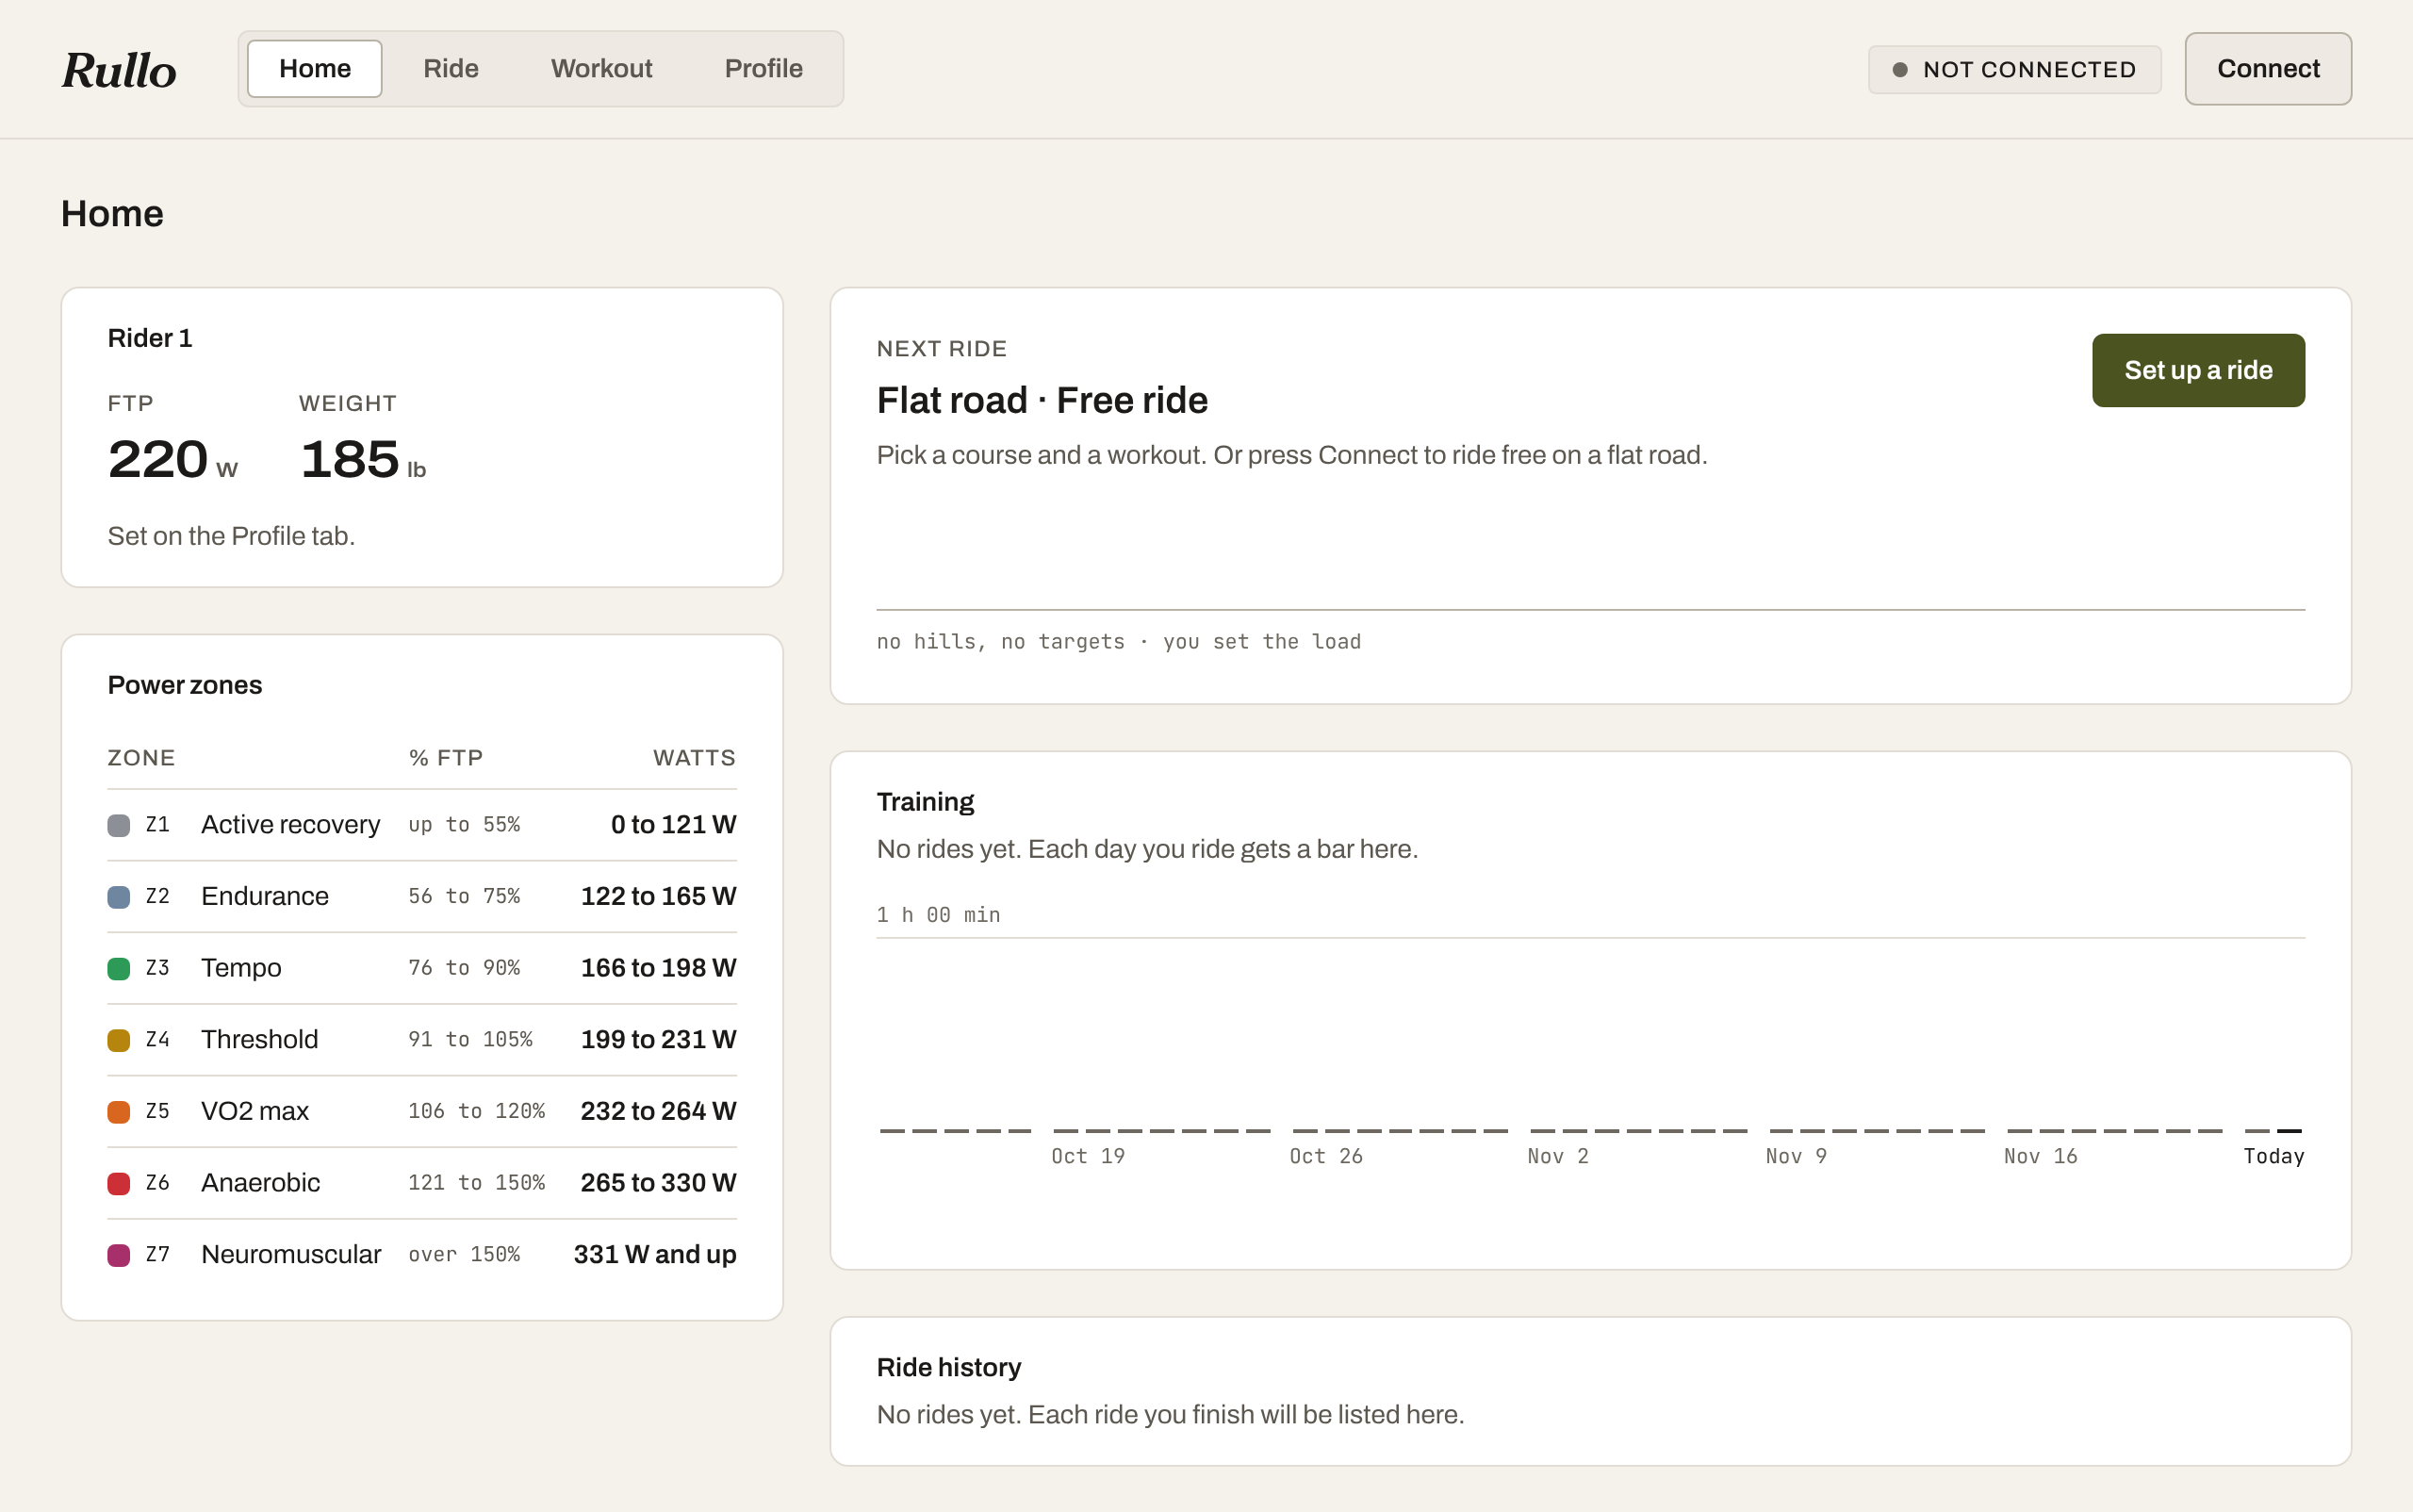 Rullo
Home
Ride
Workout
Profile
NOT CONNECTED
Connect
Home
Rider 1
FTP WEIGHT
220 W 185 lb
Set on the Profile tab.
Power zones
ZONE % FTP WATTS
Z1 Active recovery up to 55% 0 to 121 W
Z2 Endurance 56 to 75% 122 to 165 W
Z3 Tempo 76 to 90% 166 to 198 W
Z4 Threshold 91 to 105% 199 to 231 W
Z5 VO2 max 106 to 120% 232 to 264 W
Z6 Anaerobic 121 to 150% 265 to 330 W
Z7 Neuromuscular over 150% 331 W and up
NEXT RIDE
Flat road · Free ride
Pick a course and a workout. Or press Connect to ride free on a flat road.
Set up a ride
no hills, no targets · you set the load
Training
No rides yet. Each day you ride gets a bar here.
1 h 00 min
Oct 19 Oct 26 Nov 2 Nov 9 Nov 16 Today
Ride history
No rides yet. Each ride you finish will be listed here.